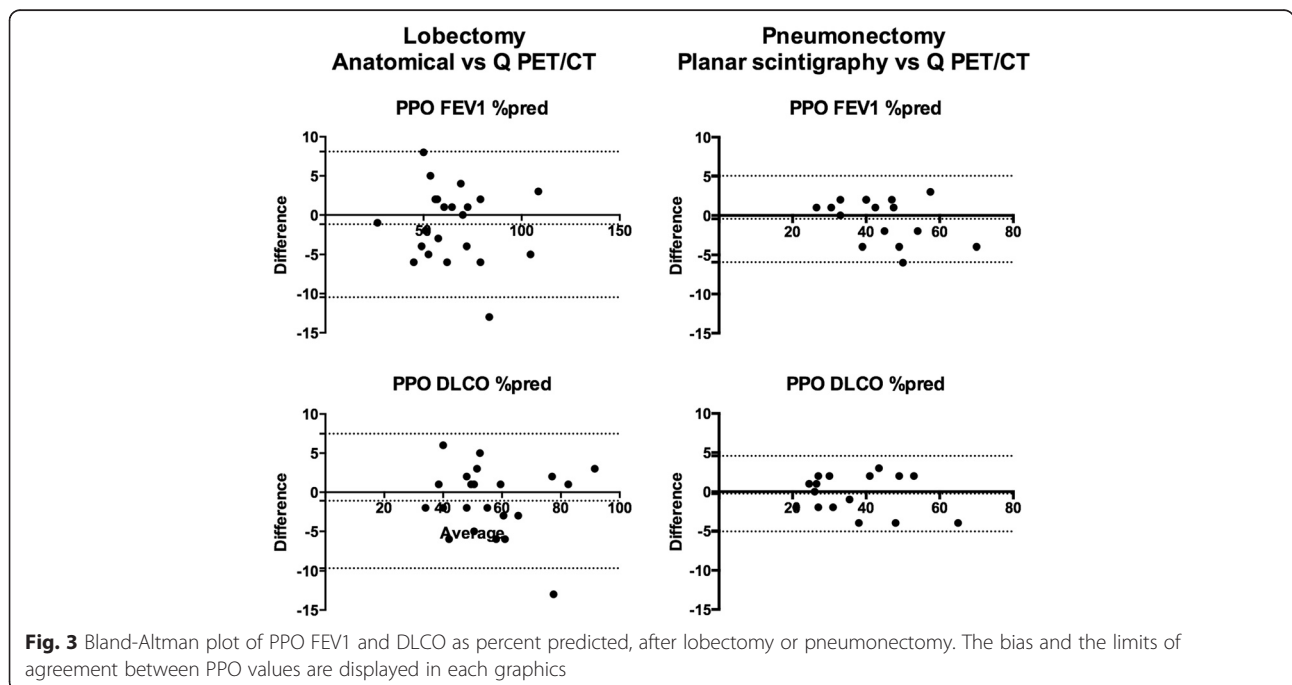 Lobectomy
Anatomical vs Q PET/CT
Pneumonectomy
Planar scintigraphy vs Q PET/CT
PPO FEV1 %pred
10
5
0
-5
-10
-15
50
100
150
Difference
PPO FEV1 %pred
10
5
0
-5
-10
-15
20
40
60
80
Difference
PPO DLCO %pred
10
5
0
-5
-10
-15
20
40
60
80
100
Average
Difference
PPO DLCO %pred
10
5
0
-5
-10
-15
20
40
60
80
Difference
Fig. 3 Bland-Altman plot of PPO FEV1 and DLCO as percent predicted, after lobectomy or pneumonectomy. The bias and the limits of
agreement between PPO values are displayed in each graphics